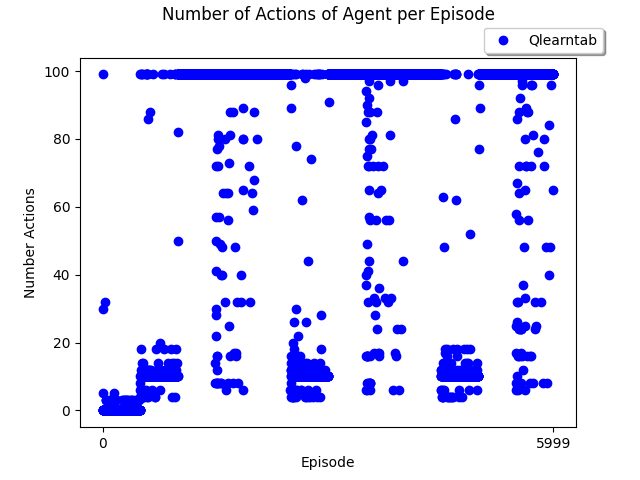 Number of Actions of Agent per Episode
Qlearntab
100
80
60
40
20
0
Number Actions
0
5999
Episode